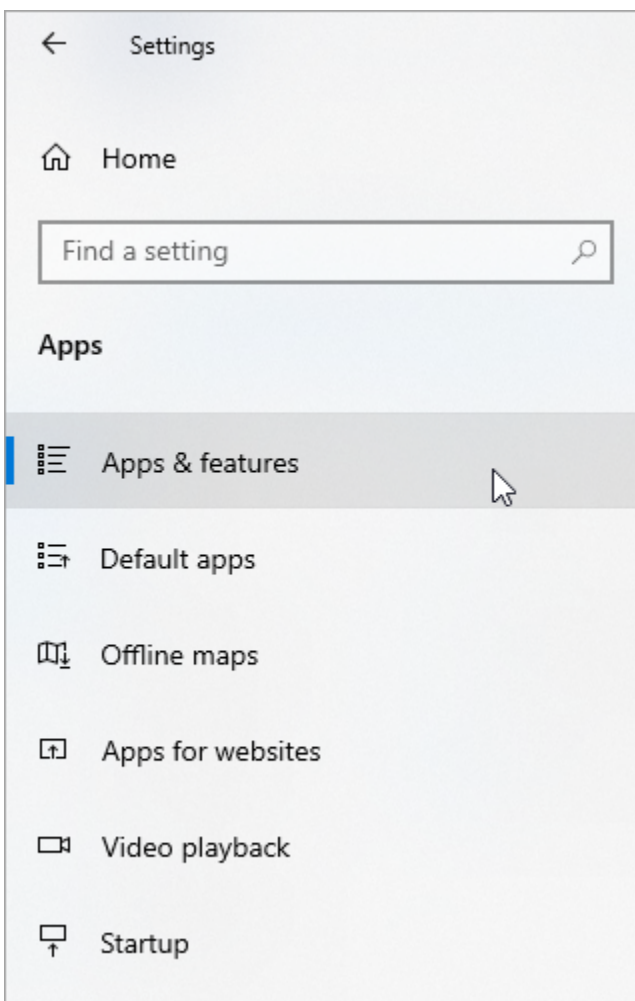 Settings
Home
Find a setting
Apps
Apps & features
Default apps
Offline maps
Apps for websites
Video playback
Startup